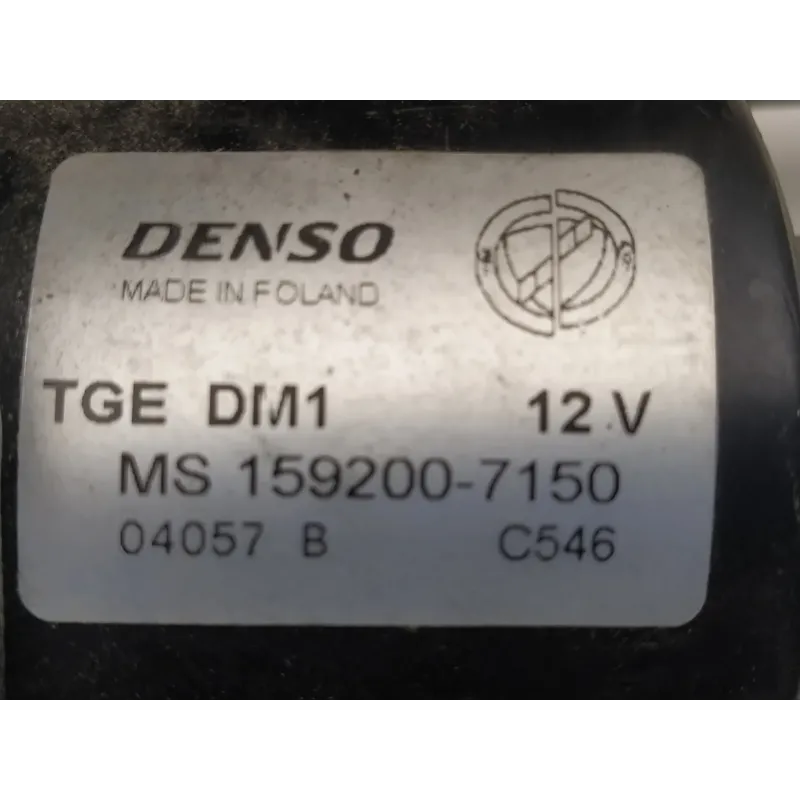 DENSO
MADE IN POLAND
TGE DM1 12 V
MS 159200-7150
04057 B C546